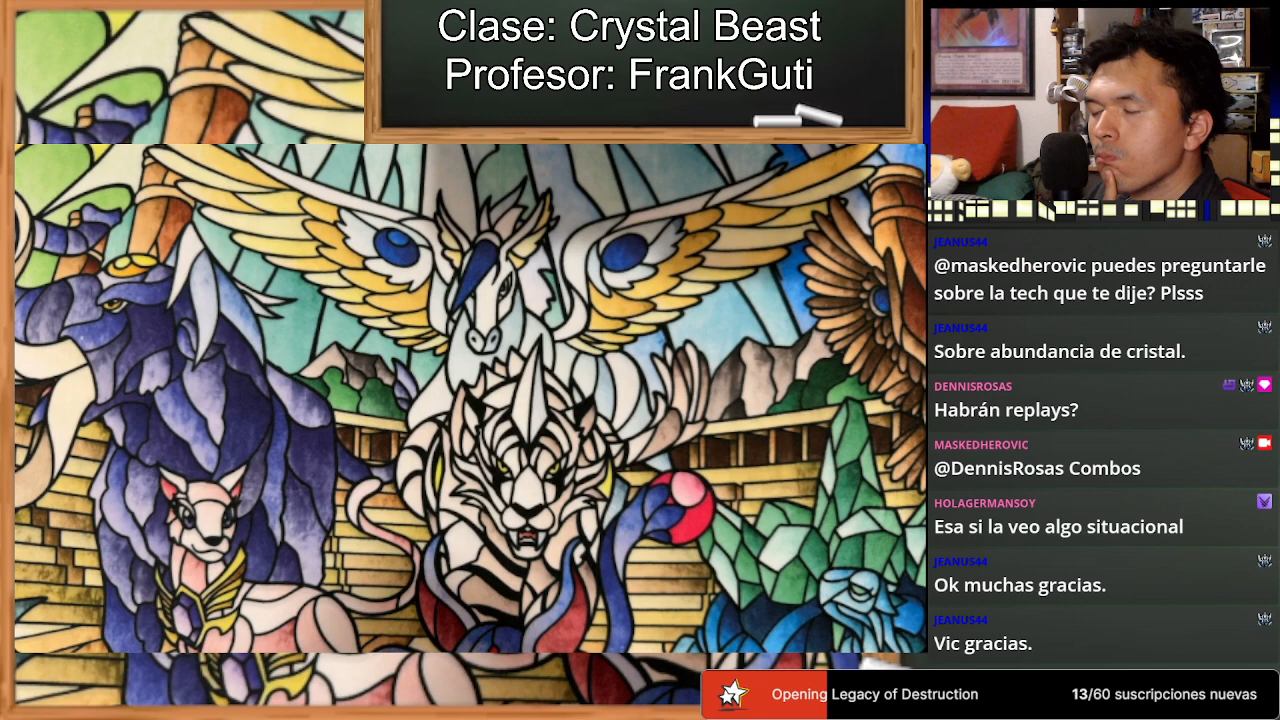 Clase: Crystal Beast
Profesor: FrankGuti
JEANUS44
@maskedherovic puedes preguntarle
sobre la tech que te dije? Plsss
JEANUS44
Sobre abundancia de cristal.
DENNISROSAS
Habrán replays?
MASKEDHEROVIC
@DennisRosas Combos
HOLAGERMANSOY
Esa si la veo algo situacional
JEANUS44
Ok muchas gracias.
JEANUS44
Vic gracias.
7 Opening Legacy of Destruction 13/60 suscripciones nuevas